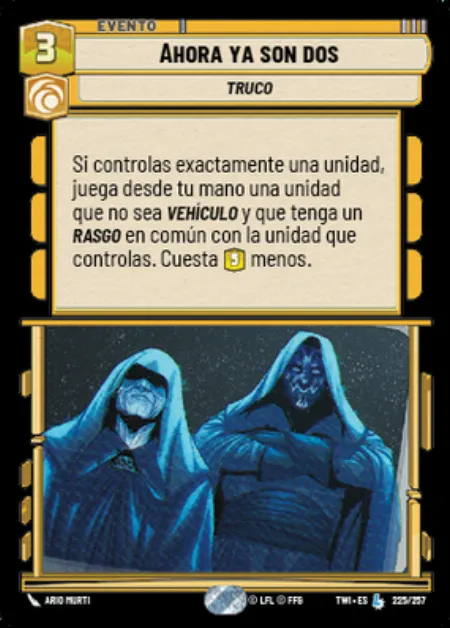 EVENTO
3
AHORA YA SON DOS
TRUCO
Si controlas exactamente una unidad,
juega desde tu mano una unidad
que no sea VEHÍCULO y que tenga un
RASGO en común con la unidad que
controlas. Cuesta 5 menos.
ARIO MURTI
© LFL © FFG
TWI • ES
225/257